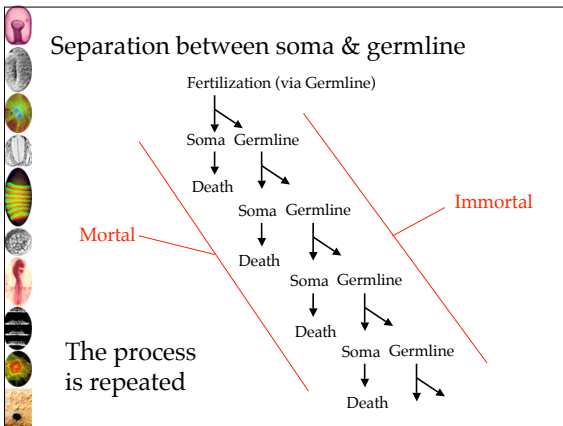 Separation between soma & germline
Fertilization (via Germline)
Soma Germline
Death
Soma Germline
Death
Soma Germline
Death
Soma Germline
Death
Immortal
Mortal
The process
is repeated